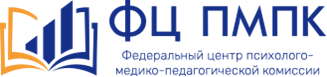 ФЦ ПМПК
Федеральный центр психолого-
медико-педагогической комиссии